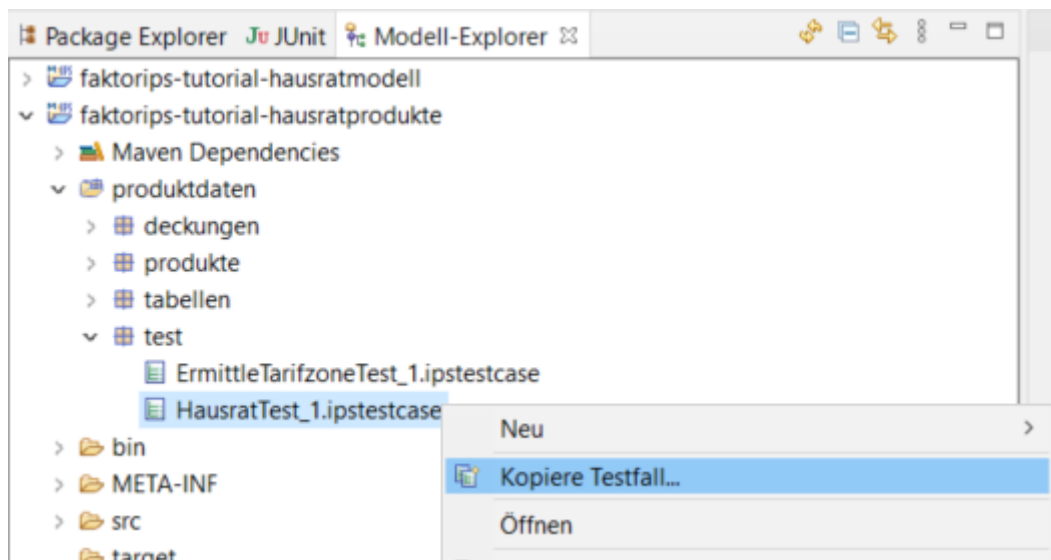 Package Explorer JUnit Modell-Explorer
faktorips-tutorial-hausratmodell
faktorips-tutorial-hausratprodukte
Maven Dependencies
produktdaten
deckungen
produkte
tabellen
test
ErmittleTarifzoneTest_1.ipstestcase
HausratTest_1.ipstestcase
Neu
bin
Kopiere Testfall...
META-INF
src
Öffnen
target